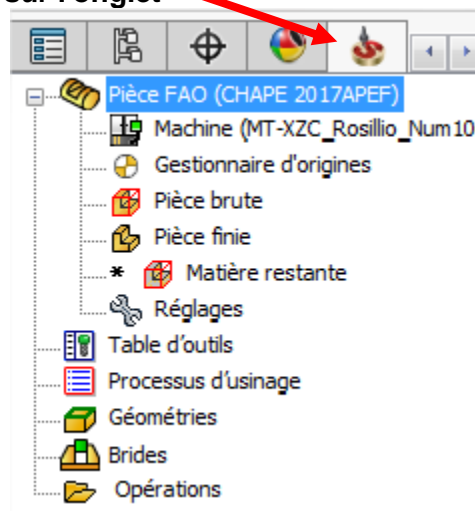 sur l'onglet
Pièce FAO (CHAPE 2017APEF)
Machine (MT-XZC_Rosillio_Num10
Gestionnaire d'origines
Pièce brute
Pièce finie
* Matière restante
Réglages
Table d’outils
Processus d’usinage
Géométries
Brides
Opérations